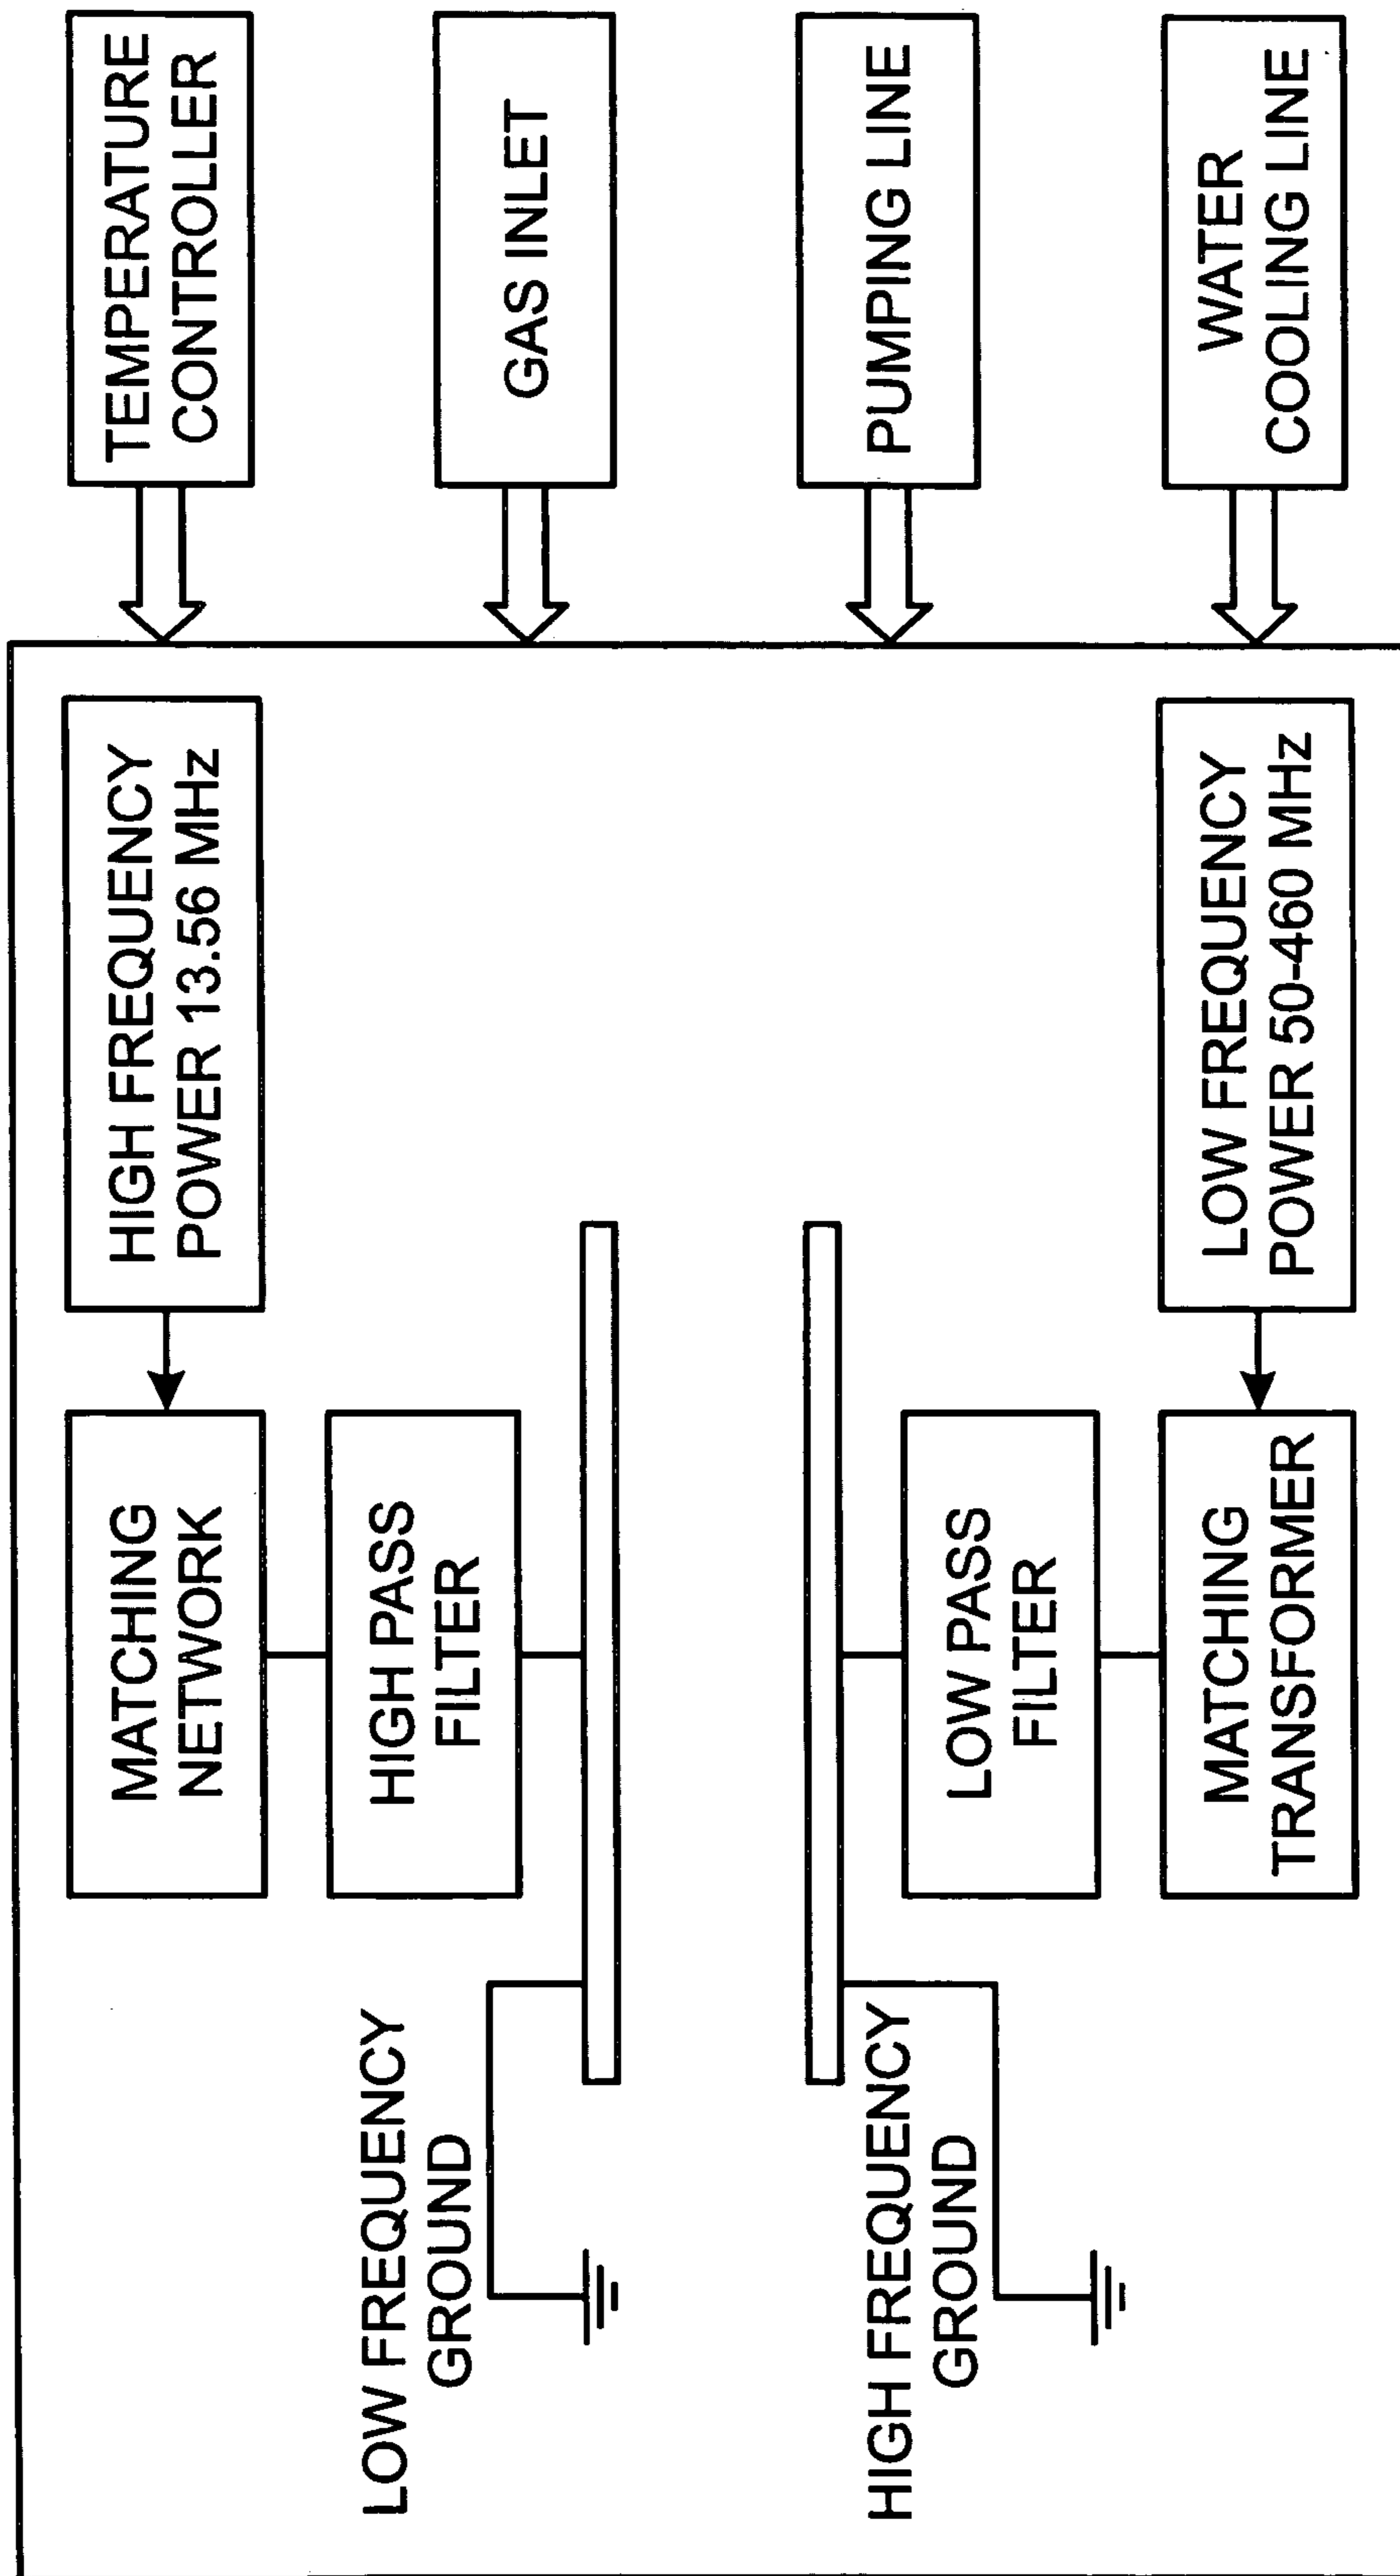 TEMPERATURE
CONTROLLER
GAS INLET
PUMPING LINE
WATER
COOLING LINE
HIGH FREQUENCY
POWER 13.56 MHz
LOW FREQUENCY
POWER 50-460 MHz
MATCHING
NETWORK
HIGH PASS
FILTER
LOW PASS
FILTER
MATCHING
TRANSFORMER
LOW FREQUENCY
GROUND
HIGH FREQUENCY
GROUND